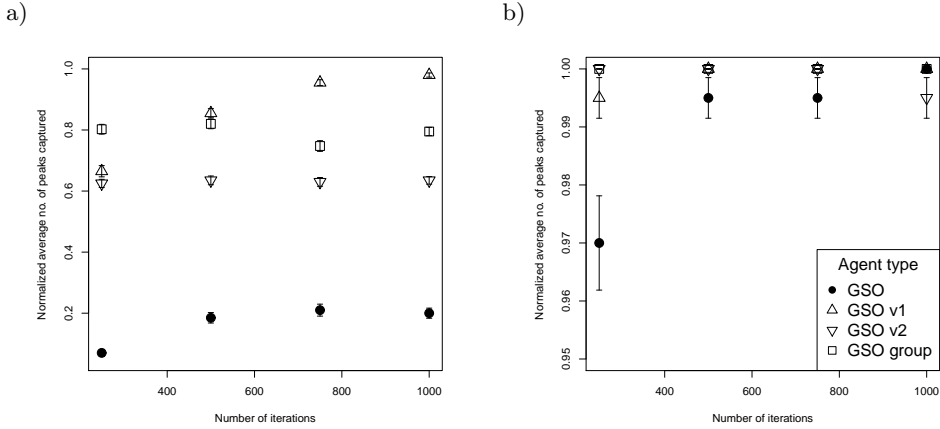 a)
b)
Normalized average no. of peaks captured
1.0
0.8
0.6
0.4
0.2
400
600
800
1000
Number of iterations
Normalized average no. of peaks captured
1.00
0.99
0.98
0.97
0.96
0.95
400
600
800
1000
Number of iterations
Agent type
GSO
GSO v1
GSO v2
GSO group